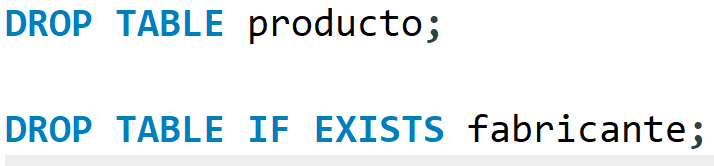 DROP TABLE producto;
DROP TABLE IF EXISTS fabricante;